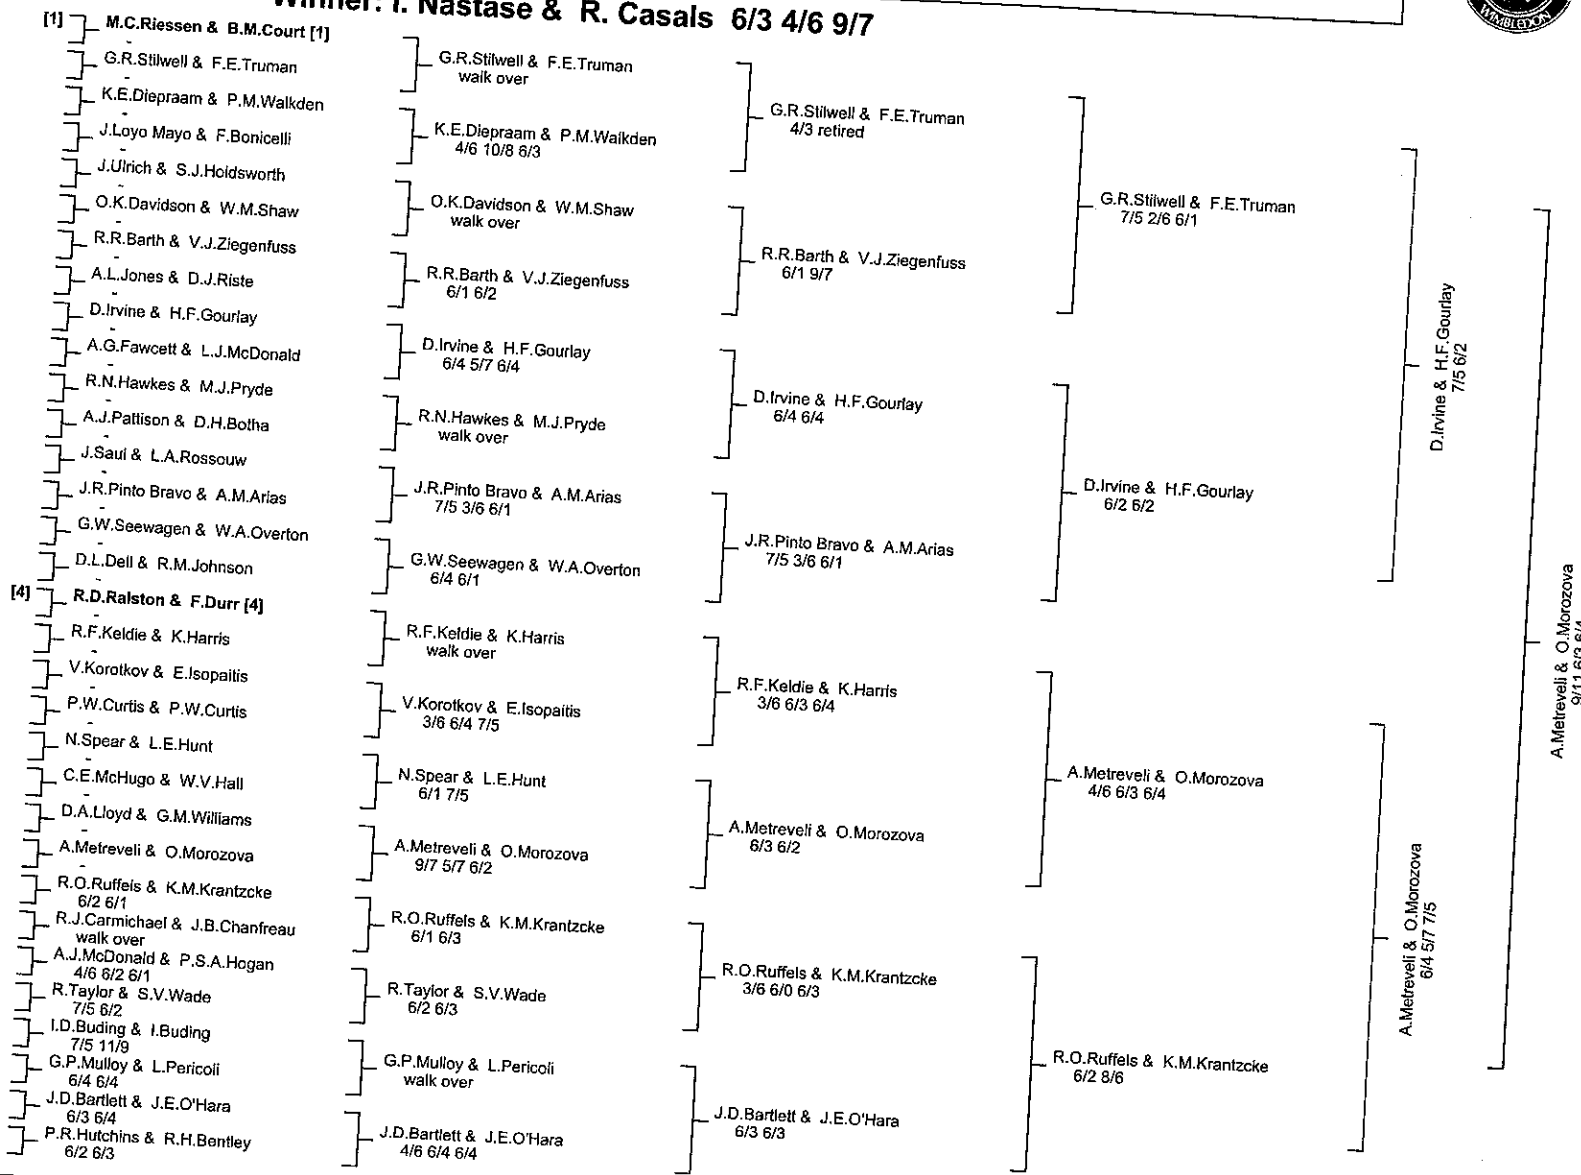 Winner: I. Nastase & R. Casals 6/3 4/6 9/7
WIMBLEDON
[1] M.C.Riessen & B.M.Court [1]
G.R.Stilwell & F.E.Truman
K.E.Diepraam & P.M.Walkden
J.Loyo Mayo & F.Bonicelli
J.Ulrich & S.J.Holdsworth
O.K.Davidson & W.M.Shaw
R.R.Barth & V.J.Ziegenfuss
A.L.Jones & D.J.Riste
D.Irvine & H.F.Gourlay
A.G.Fawcett & L.J.McDonald
R.N.Hawkes & M.J.Pryde
A.J.Pattison & D.H.Botha
J.Saul & L.A.Rossouw
J.R.Pinto Bravo & A.M.Arias
G.W.Seewagen & W.A.Overton
D.L.Dell & R.M.Johnson
[4] R.D.Ralston & F.Durr [4]
R.F.Keldie & K.Harris
V.Korotkov & E.Isopaitis
P.W.Curtis & P.W.Curtis
N.Spear & L.E.Hunt
C.E.McHugo & W.V.Hall
D.A.Lloyd & G.M.Williams
A.Metreveli & O.Morozova
R.O.Ruffels & K.M.Krantzcke
6/2 6/1
R.J.Carmichael & J.B.Chanfreau
walk over
A.J.McDonald & P.S.A.Hogan
4/6 6/2 6/1
R.Taylor & S.V.Wade
7/5 6/2
I.D.Buding & I.Buding
7/5 11/9
G.P.Mulloy & L.Pericoli
6/4 6/4
J.D.Bartlett & J.E.O'Hara
6/3 6/4
P.R.Hutchins & R.H.Bentley
6/2 6/3
G.R.Stilwell & F.E.Truman
walk over
K.E.Diepraam & P.M.Walkden
4/6 10/8 6/3
O.K.Davidson & W.M.Shaw
walk over
R.R.Barth & V.J.Ziegenfuss
6/1 6/2
D.Irvine & H.F.Gourlay
6/4 5/7 6/4
R.N.Hawkes & M.J.Pryde
walk over
J.R.Pinto Bravo & A.M.Arias
7/5 3/6 6/1
G.W.Seewagen & W.A.Overton
6/4 6/1
R.F.Keldie & K.Harris
walk over
V.Korotkov & E.Isopaitis
3/6 6/4 7/5
N.Spear & L.E.Hunt
6/1 7/5
A.Metreveli & O.Morozova
9/7 5/7 6/2
R.O.Ruffels & K.M.Krantzcke
6/1 6/3
R.Taylor & S.V.Wade
6/2 6/3
G.P.Mulloy & L.Pericoli
walk over
J.D.Bartlett & J.E.O'Hara
4/6 6/4 6/4
G.R.Stilwell & F.E.Truman
4/3 retired
R.R.Barth & V.J.Ziegenfuss
6/1 9/7
D.Irvine & H.F.Gourlay
6/4 6/4
J.R.Pinto Bravo & A.M.Arias
7/5 3/6 6/1
R.F.Keldie & K.Harris
3/6 6/3 6/4
A.Metreveli & O.Morozova
6/3 6/2
R.O.Ruffels & K.M.Krantzcke
3/6 6/0 6/3
J.D.Bartlett & J.E.O'Hara
6/3 6/3
G.R.Stilwell & F.E.Truman
7/5 2/6 6/1
D.Irvine & H.F.Gourlay
6/2 6/2
A.Metreveli & O.Morozova
4/6 6/3 6/4
R.O.Ruffels & K.M.Krantzcke
6/2 8/6
D.Irvine & H.F.Gourlay
7/5 6/2
A.Metreveli & O.Morozova
6/4 5/7 7/5
A.Metreveli & O.Morozova
9/11 6/3 6/4